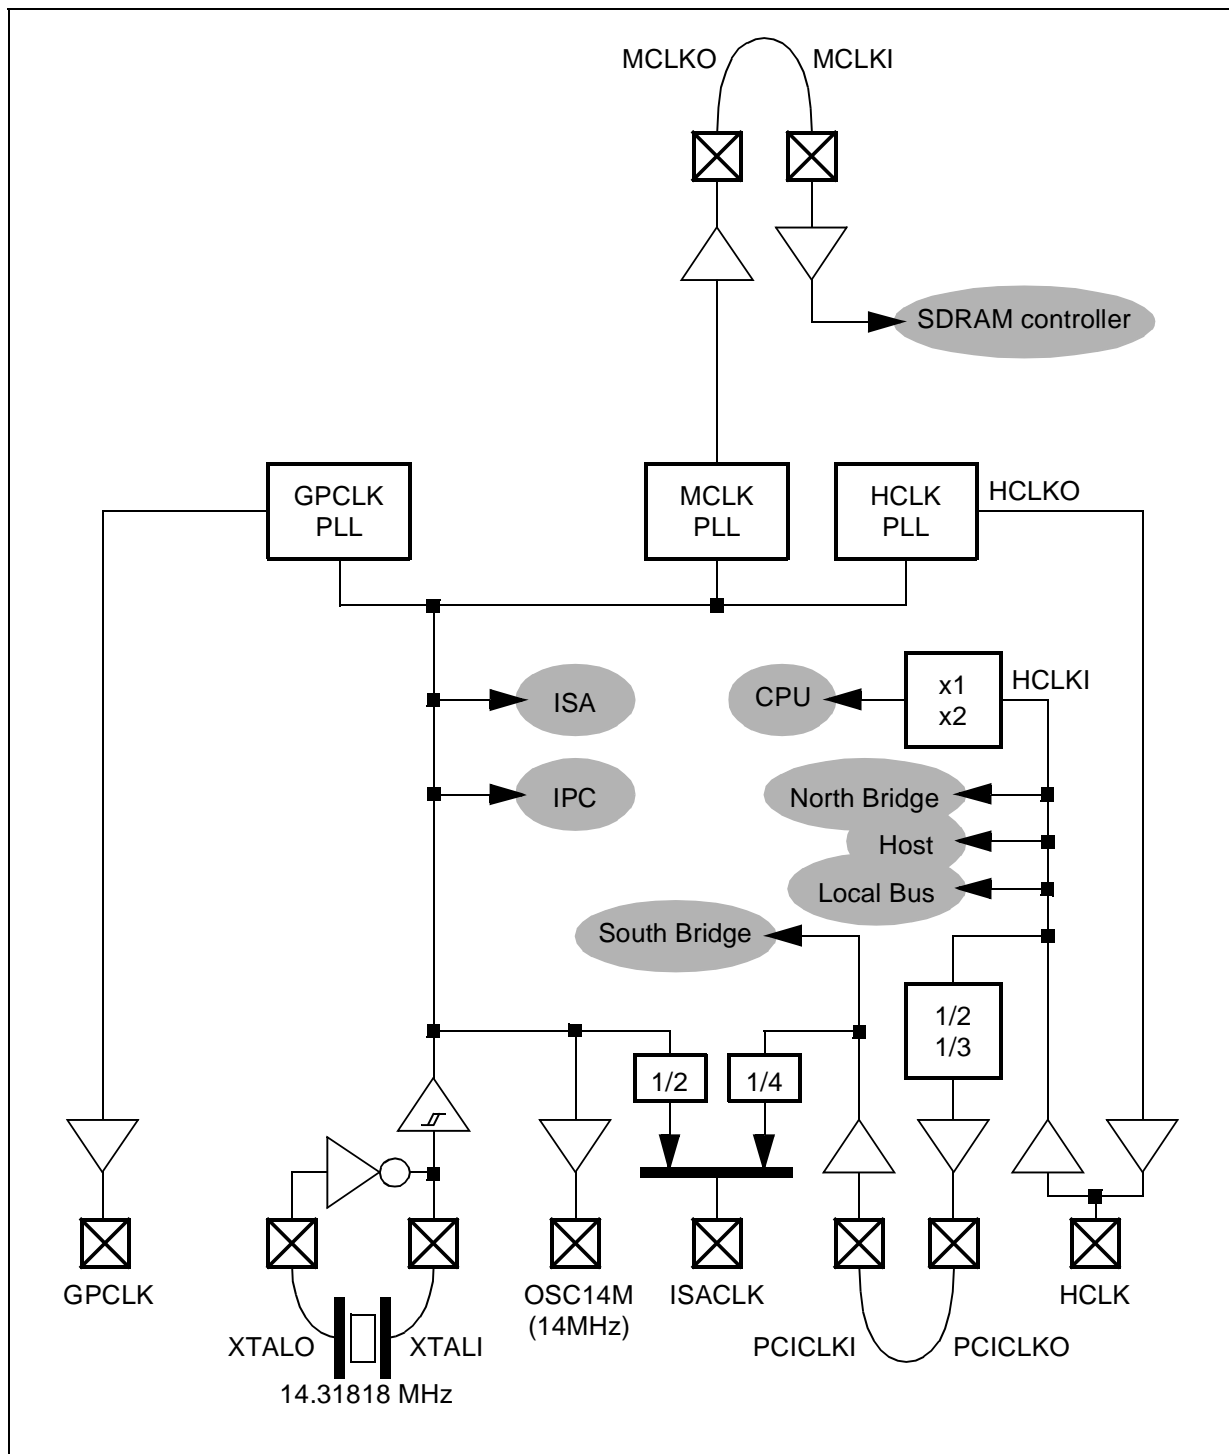 MCLKO
MCLKI
SDRAM controller
GPCLK
PLL
MCLK
PLL
HCLK
PLL
HCLKO
ISA
CPU
x1
x2
HCLKI
IPC
North Bridge
Host
Local Bus
South Bridge
1/2
1/3
1/2
1/4
GPCLK
OSC14M
(14MHz)
ISACLK
HCLK
XTALO
XTALI
PCICLKI
PCICLKO
14.31818 MHz